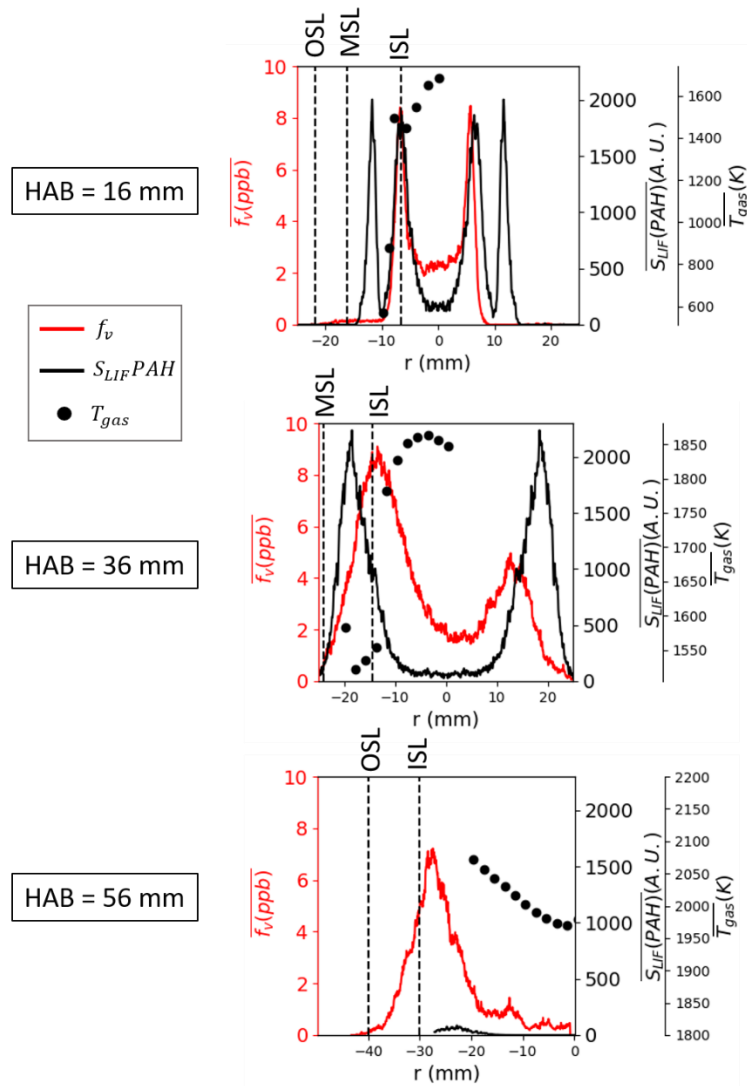 OSL
MSL
ISL
HAB = 16 mm
f_v(ppb)
10
8
6
4
2
0
−20 −10 0 10 20
r (mm)
2000
1500
1000
500
0
S_LIF(PAH)(A. U.)
1600
1400
1200
1000
800
600
T_gas(K)
f_v
S_LIF PAH
T_gas
MSL
ISL
HAB = 36 mm
f_v(ppb)
10
8
6
4
2
0
−20 −10 0 10 20
r (mm)
2000
1500
1000
500
0
S_LIF(PAH)(A. U.)
1850
1800
1750
1700
1650
1600
1550
T_gas(K)
OSL
ISL
HAB = 56 mm
f_v(ppb)
10
8
6
4
2
0
−40 −30 −20 −10 0
r (mm)
2000
1500
1000
500
0
S_LIF(PAH)(A. U.)
2200
2150
2100
2050
2000
1950
1900
1850
1800
T_gas(K)